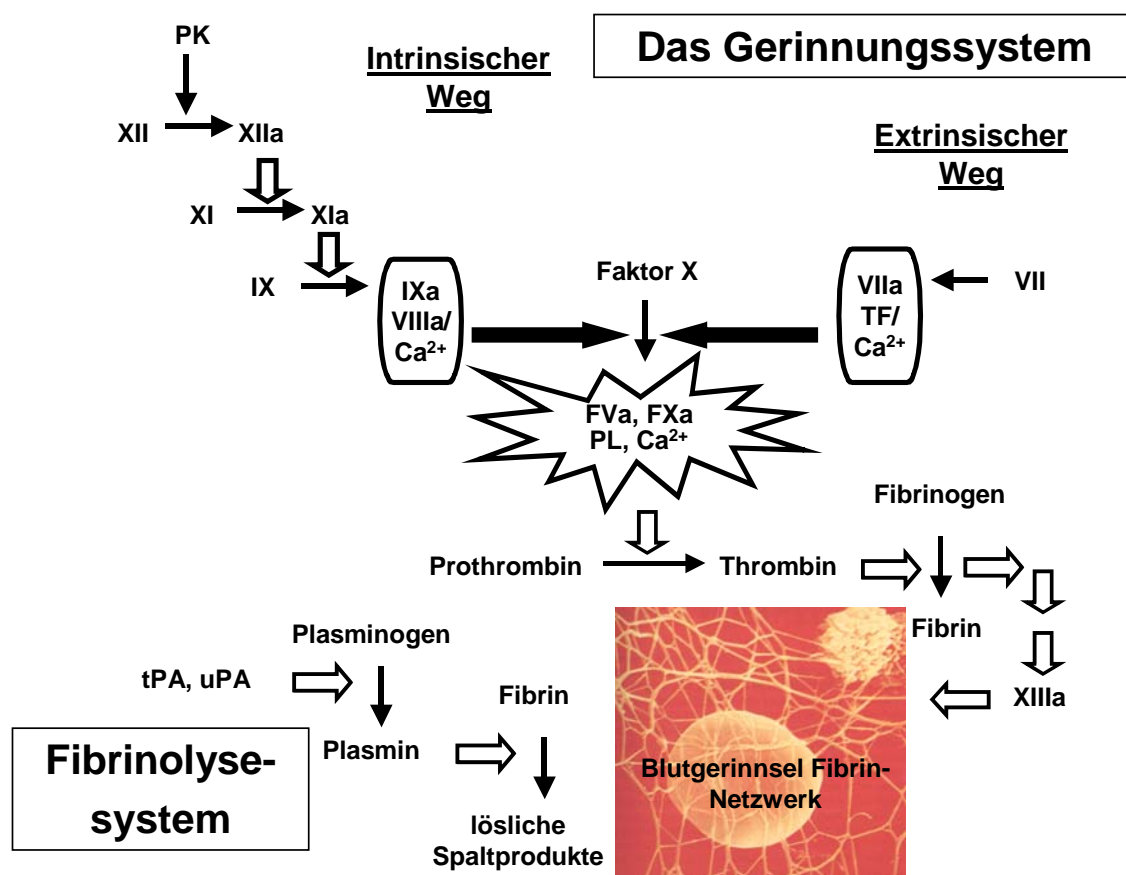 PK
Das Gerinnungssystem
Intrinsischer
Weg
XII
XIIa
Extrinsischer
Weg
XI
XIa
IX
IXa
VIIIa/
Ca²⁺
Faktor X
VIIa
TF/
Ca²⁺
VII
FVa, FXa
PL, Ca²⁺
Fibrinogen
Prothrombin
Thrombin
Fibrin
Plasminogen
tPA, uPA
Fibrin
XIIIa
Plasmin
Fibrinolyse-
system
Blutgerinnsel Fibrin-
Netzwerk
lösliche
Spaltprodukte